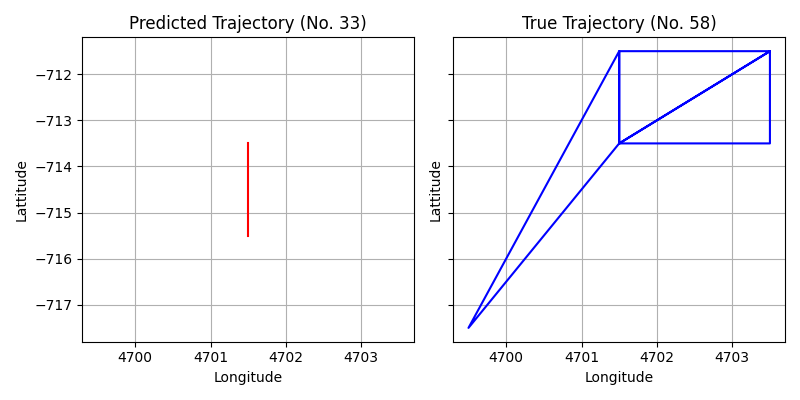 Predicted Trajectory (No. 33)
True Trajectory (No. 58)
Lattitude
−712
−713
−714
−715
−716
−717
4700
4701
4702
4703
Longitude
Lattitude
4700
4701
4702
4703
Longitude